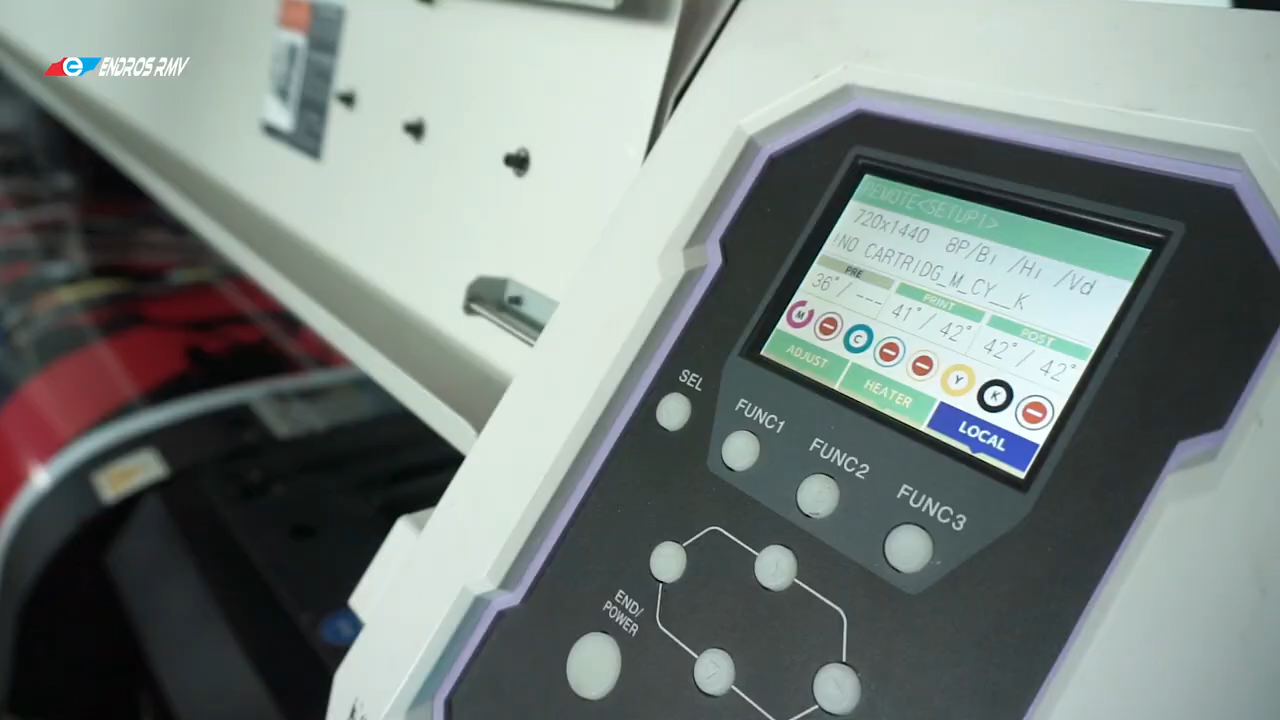 e ENDROS RMV
REMOTE<SETUP1>
720x1440 8P/Bi /Hi /Vd
!NO CARTRIDG_M_CY__K
PRE PRINT POST
36°/--- 41°/42° 42°/42°
M C Y K
ADJUST HEATER LOCAL
SEL
FUNC1 FUNC2 FUNC3
END/
POWER